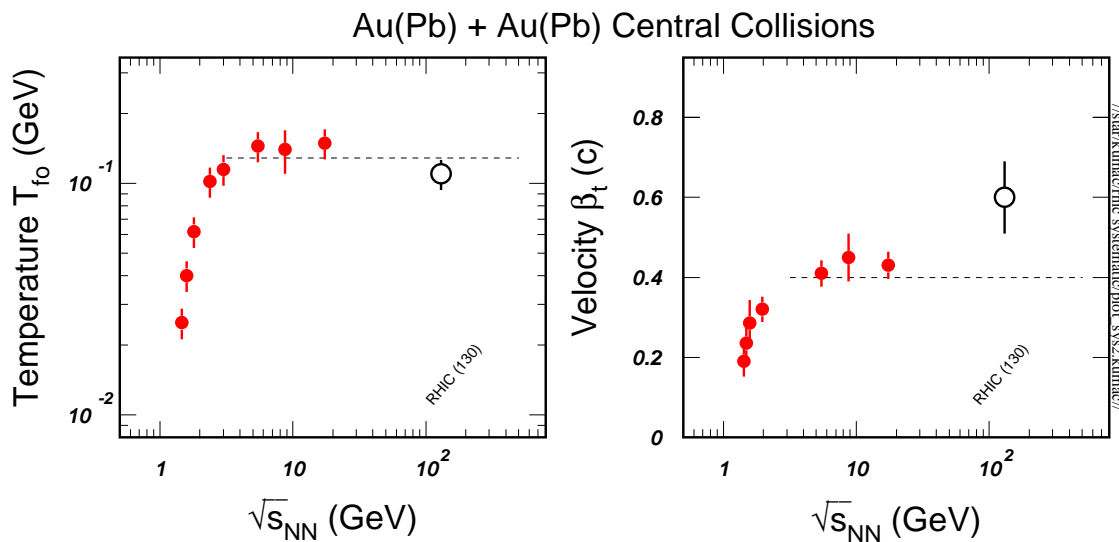 Au(Pb) + Au(Pb) Central Collisions
Temperature T_fo (GeV)
10^-1
10^-2
RHIC (130)
1
10
10^2
√s_NN (GeV)
Velocity β_t (c)
0.8
0.6
0.4
0.2
0
RHIC (130)
1
10
10^2
√s_NN (GeV)